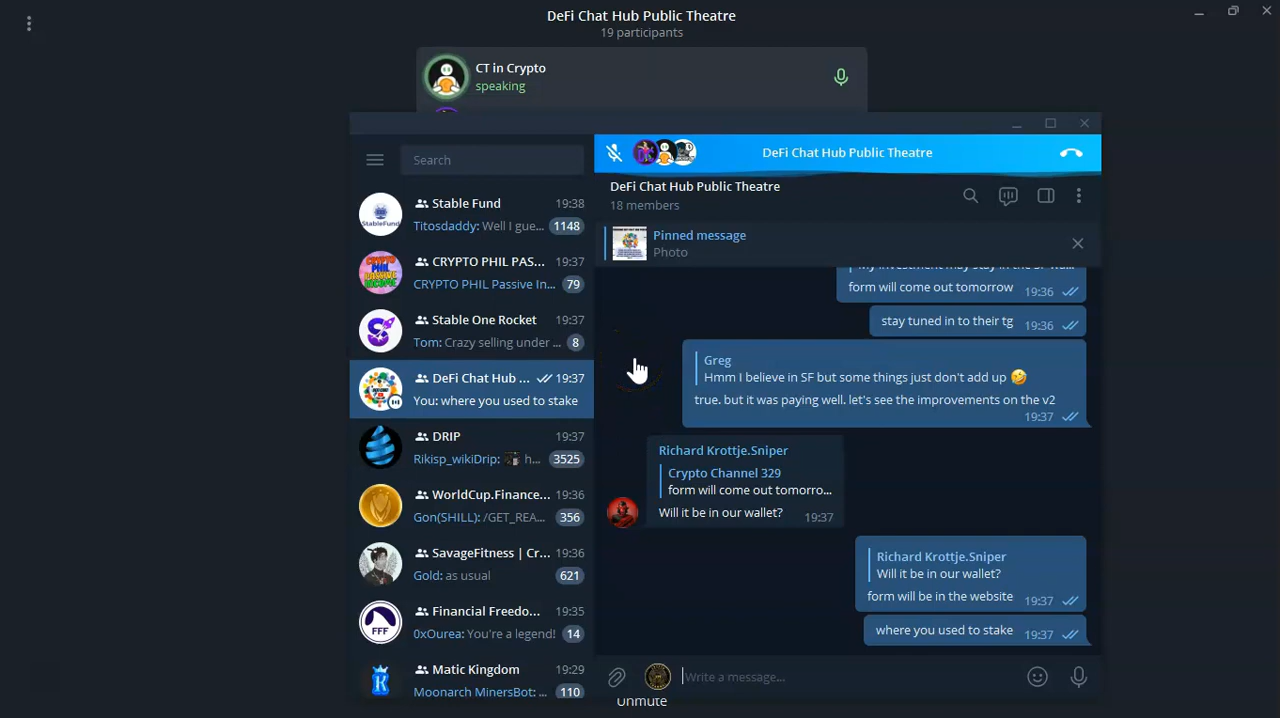 DeFi Chat Hub Public Theatre
19 participants
CT in Crypto
speaking
Search
DeFi Chat Hub Public Theatre
DeFi Chat Hub Public Theatre
18 members
Pinned message
Photo
Stable Fund 19:38
Titosdaddy: Well I gue... 1148
CRYPTO PHIL PAS... 19:37
CRYPTO PHIL Passive In... 79
Stable One Rocket 19:37
Tom: Crazy selling under ... 8
DeFi Chat Hub ... 19:37
You: where you used to stake
DRIP 19:37
Rikisp_wikiDrip: h... 3525
WorldCup.Finance... 19:36
Gon(SHILL): /GET_REA... 356
SavageFitness | Cr... 19:36
Gold: as usual 621
Financial Freedo... 19:35
0xOurea: You're a legend! 14
Matic Kingdom 19:29
Moonarch MinersBot: ... 110
form will come out tomorrow 19:36
stay tuned in to their tg 19:36
Greg
Hmm I believe in SF but some things just don't add up 🤣
true. but it was paying well. let's see the improvements on the v2
19:37
Richard Krottje.Sniper
Crypto Channel 329
form will come out tomorro...
Will it be in our wallet? 19:37
Richard Krottje.Sniper
Will it be in our wallet?
form will be in the website 19:37
where you used to stake 19:37
Write a message...
Unmute